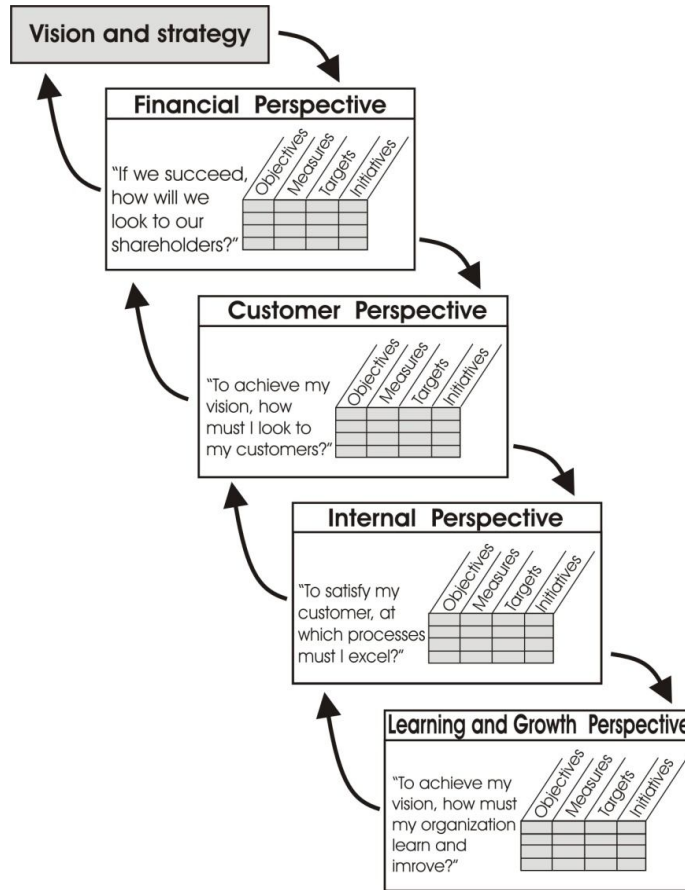 Vision and strategy
Financial Perspective
Objectives
Measures
Targets
Initiatives
“If we succeed,
how will we
look to our
shareholders?”
Customer Perspective
Objectives
Measures
Targets
Initiatives
“To achieve my
vision, how
must I look to
my customers?”
Internal Perspective
Objectives
Measures
Targets
Initiatives
“To satisfy my
customer, at
which processes
must I excel?”
Learning and Growth Perspective
Objectives
Measures
Targets
Initiatives
“To achieve my
vision, how must
my organization
learn and
imrove?”